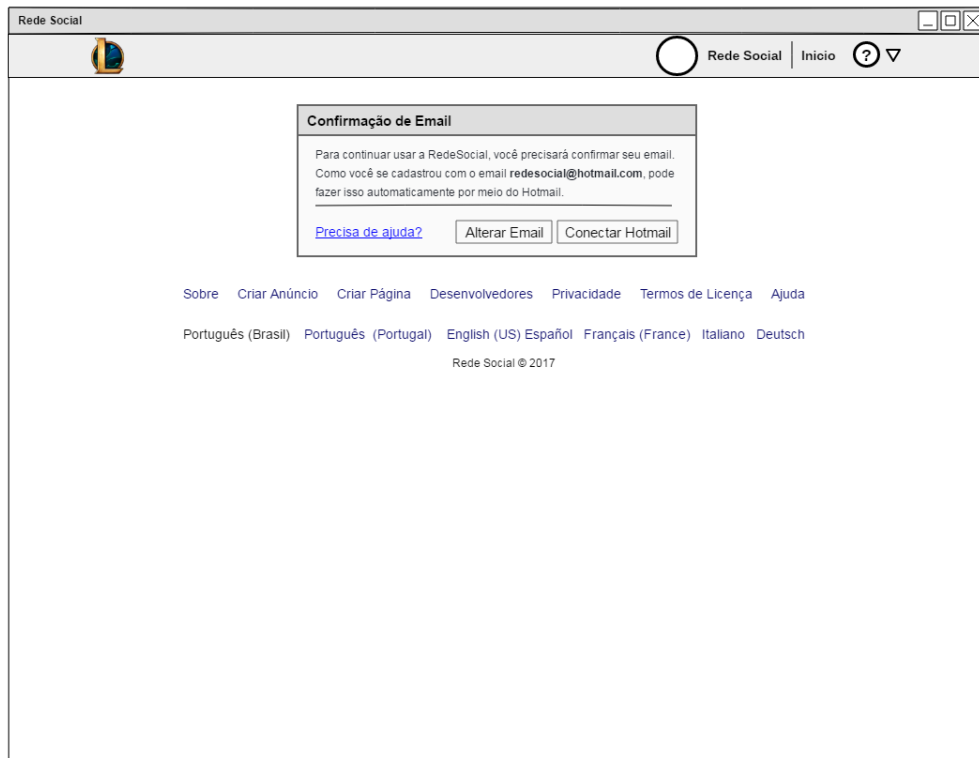 Rede Social
Rede Social Inicio ?
Confirmação de Email
Para continuar usar a RedeSocial, você precisará confirmar seu email.
Como você se cadastrou com o email redesocial@hotmail.com, pode
fazer isso automaticamente por meio do Hotmail.
Precisa de ajuda? Alterar Email Conectar Hotmail
Sobre Criar Anúncio Criar Página Desenvolvedores Privacidade Termos de Licença Ajuda
Português (Brasil) Português (Portugal) English (US) Español Français (France) Italiano Deutsch
Rede Social © 2017